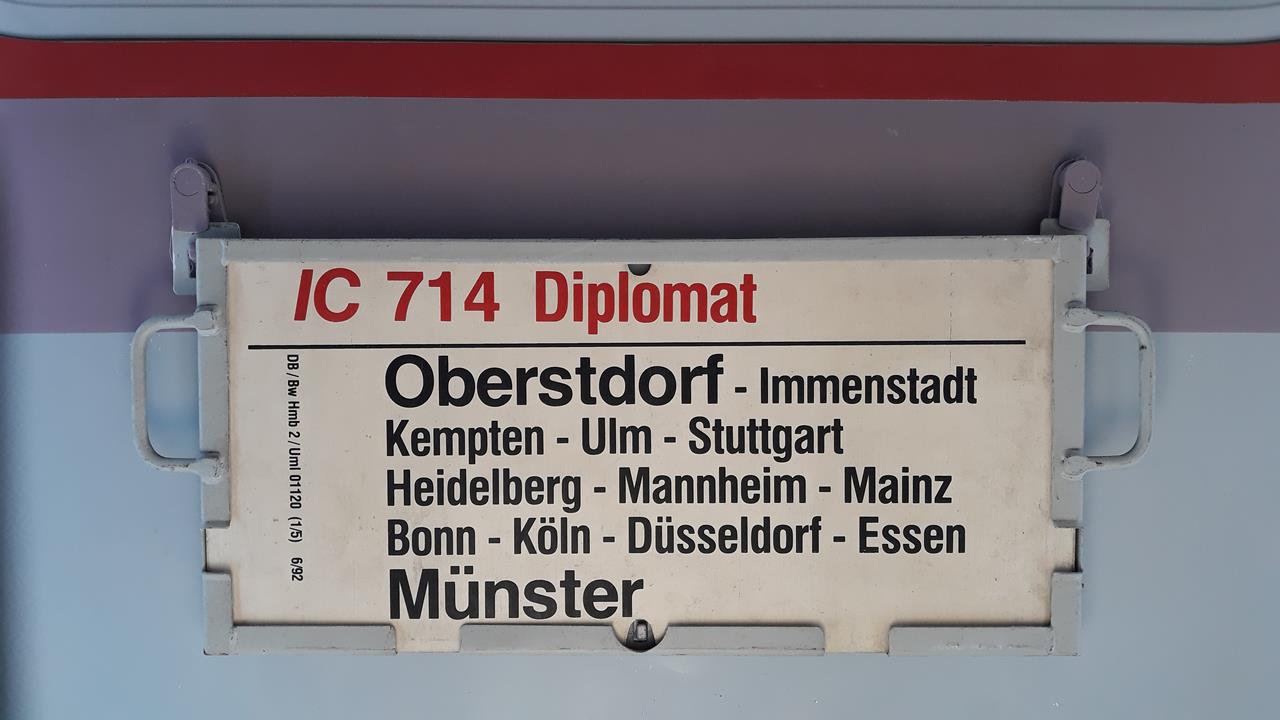 IC 714 Diplomat
Oberstdorf - Immenstadt
Kempten - Ulm - Stuttgart
Heidelberg - Mannheim - Mainz
Bonn - Köln - Düsseldorf - Essen
Münster
DB / Bw Hmb 2 / Uml 01120 (1/5) 6/92